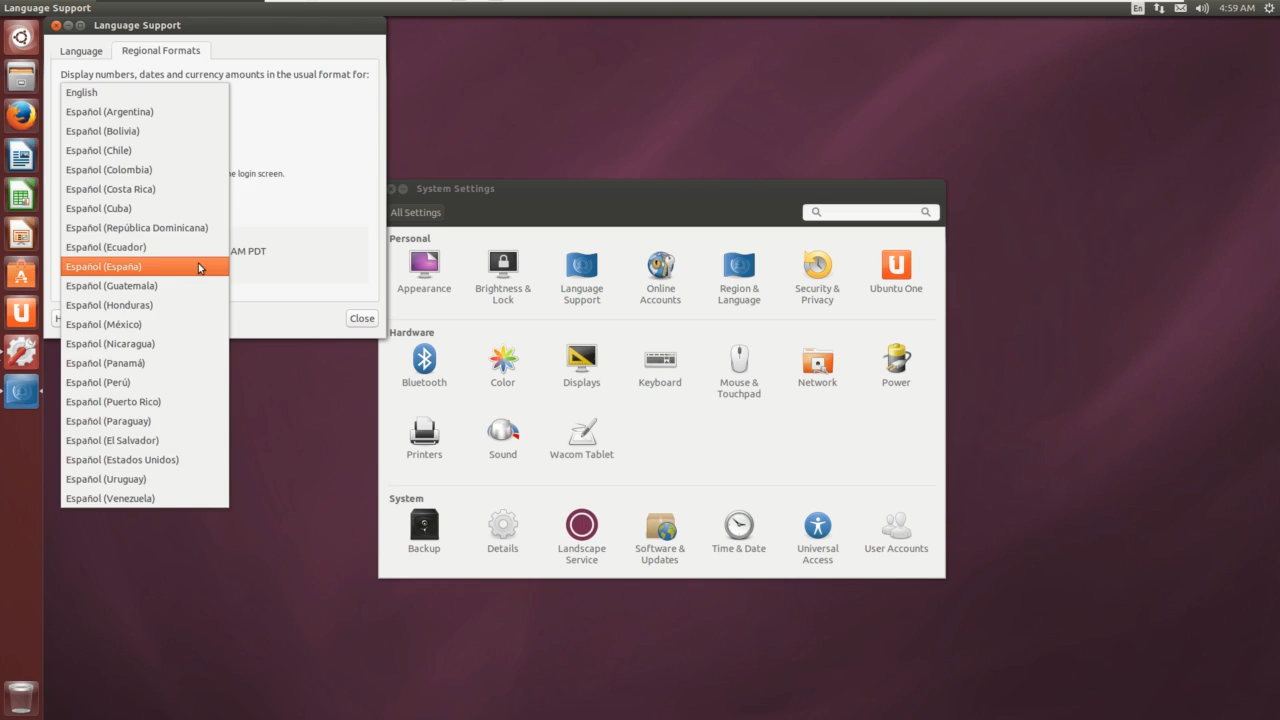 Language Support
En
4:59 AM
Language Support
Language
Regional Formats
Display numbers, dates and currency amounts in the usual format for:
English
Español (Argentina)
Español (Bolivia)
Español (Chile)
Español (Colombia)
Español (Costa Rica)
Español (Cuba)
Español (República Dominicana)
Español (Ecuador)
Español (España)
Español (Guatemala)
Español (Honduras)
Español (México)
Español (Nicaragua)
Español (Panamá)
Español (Perú)
Español (Puerto Rico)
Español (Paraguay)
Español (El Salvador)
Español (Estados Unidos)
Español (Uruguay)
Español (Venezuela)
login screen.
AM PDT
Close
System Settings
All Settings
Personal
Appearance
Brightness &
Lock
Language
Support
Online
Accounts
Region &
Language
Security &
Privacy
Ubuntu One
Hardware
Bluetooth
Color
Displays
Keyboard
Mouse &
Touchpad
Network
Power
Printers
Sound
Wacom Tablet
System
Backup
Details
Landscape
Service
Software &
Updates
Time & Date
Universal
Access
User Accounts